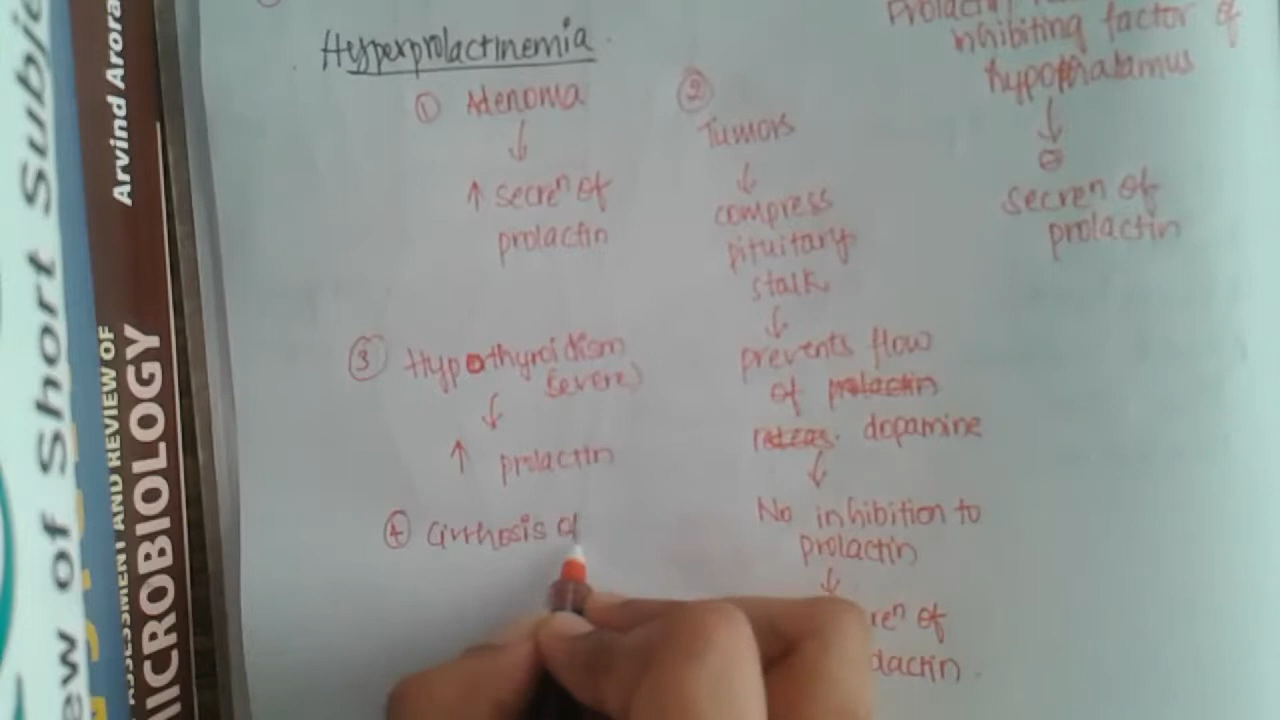 Hyperprolactinemia.
① Adenoma
↓
↑ secreⁿ of
prolactin
②
Tumors
↓
compress
pituitary
stalk
↓
prevents flow
of prolactin
dopamine
↓
No inhibition to
prolactin
↓
reⁿ of
lactin.
③ Hypothyroidism
(severe)
↓
↑ prolactin
④ Cirrhosis of
inhibiting factor of
hypothalamus
↓
⊖
secreⁿ of
prolactin
ew of Short Subje
Arvind Arora
ASSESSMENT AND REVIEW OF
MICROBIOLOGY